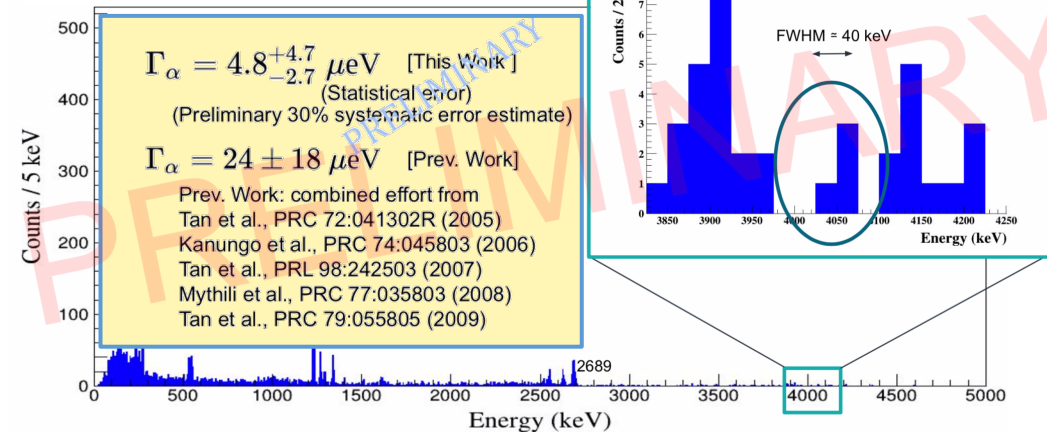 Γα = 4.8 +4.7 −2.7 μeV [This Work ]
(Statistical error)
(Preliminary 30% systematic error estimate)
Γα = 24 ± 18 μeV [Prev. Work]
Prev. Work: combined effort from
Tan et al., PRC 72:041302R (2005)
Kanungo et al., PRC 74:045803 (2006)
Tan et al., PRL 98:242503 (2007)
Mythili et al., PRC 77:035803 (2008)
Tan et al., PRC 79:055805 (2009)
PRELIMINARY
PRELIMINARY
Counts / 5 keV
500
400
300
200
100
0
0 500 1000 1500 2000 2500 3000 3500 4000 4500 5000
Energy (keV)
2689
Counts / 2
7
6
5
4
3
2
1
0
FWHM = 40 keV
3850 3900 3950 4000 4050 4100 4150 4200 4250
Energy (keV)